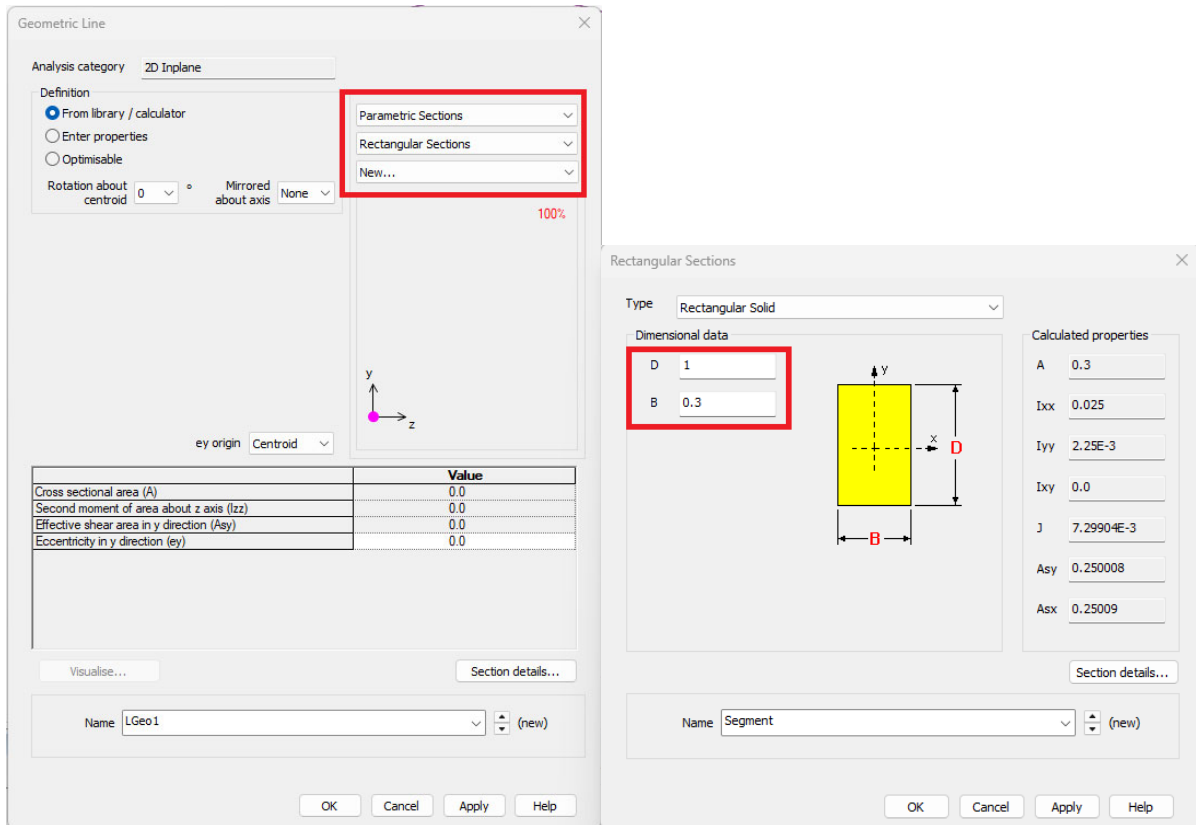 Geometric Line
Analysis category 2D Inplane
Definition
From library / calculator
Enter properties
Optimisable
Rotation about centroid 0 ° Mirrored about axis None
Parametric Sections
Rectangular Sections
New...
100%
y
z
ey origin Centroid
Value
Cross sectional area (A) 0.0
Second moment of area about z axis (Izz) 0.0
Effective shear area in y direction (Asy) 0.0
Eccentricity in y direction (ey) 0.0
Visualise... Section details...
Name LGeo1 (new)
OK Cancel Apply Help
Rectangular Sections
Type Rectangular Solid
Dimensional data
D 1
B 0.3
y
x
D
B
Calculated properties
A 0.3
Ixx 0.025
Iyy 2.25E-3
Ixy 0.0
J 7.29904E-3
Asy 0.250008
Asx 0.25009
Section details...
Name Segment (new)
OK Cancel Apply Help